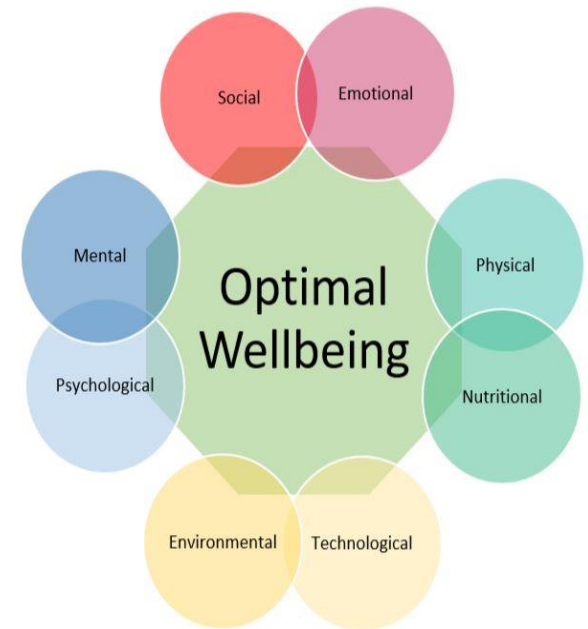 Social
Emotional
Mental
Physical
Optimal
Wellbeing
Psychological
Nutritional
Environmental
Technological